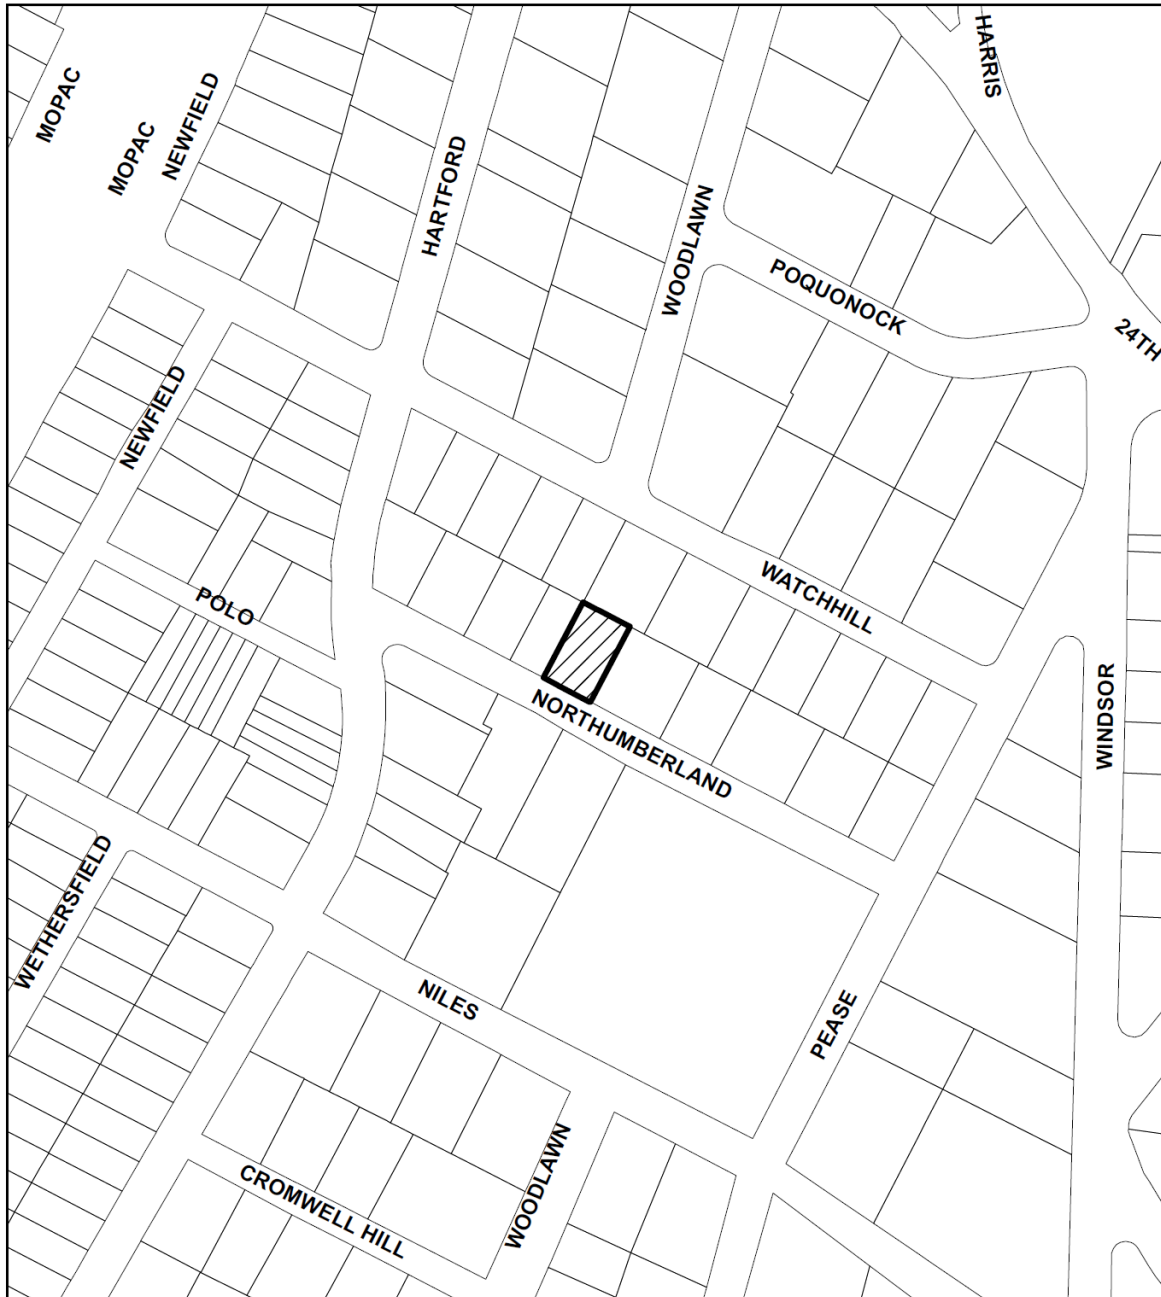 HARRIS
MOPAC
NEWFIELD
MOPAC
HARTFORD
WOODLAWN
POQUONOCK
24TH
NEWFIELD
WATCHHILL
POLO
WINDSOR
NORTHUMBERLAND
WETHERSFIELD
NILES
PEASE
WOODLAWN
CROMWELL HILL